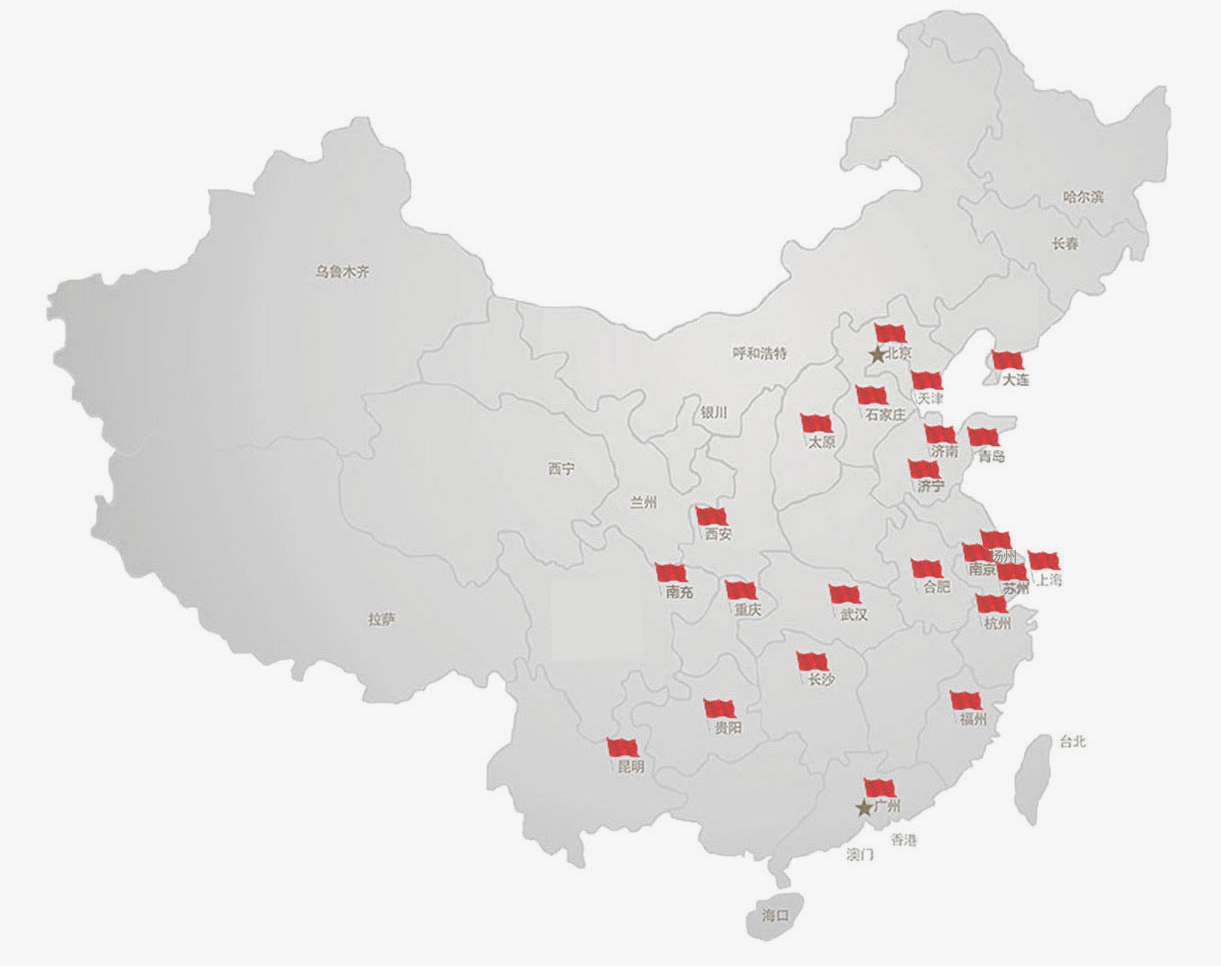 哈尔滨
长春
乌鲁木齐
呼和浩特
北京
大连
天津
银川
石家庄
太原
济南
青岛
西宁
济宁
兰州
西安
扬州
南京
上海
南充
合肥
苏州
重庆
武汉
杭州
拉萨
长沙
福州
贵阳
台北
昆明
广州
香港
澳门
海口